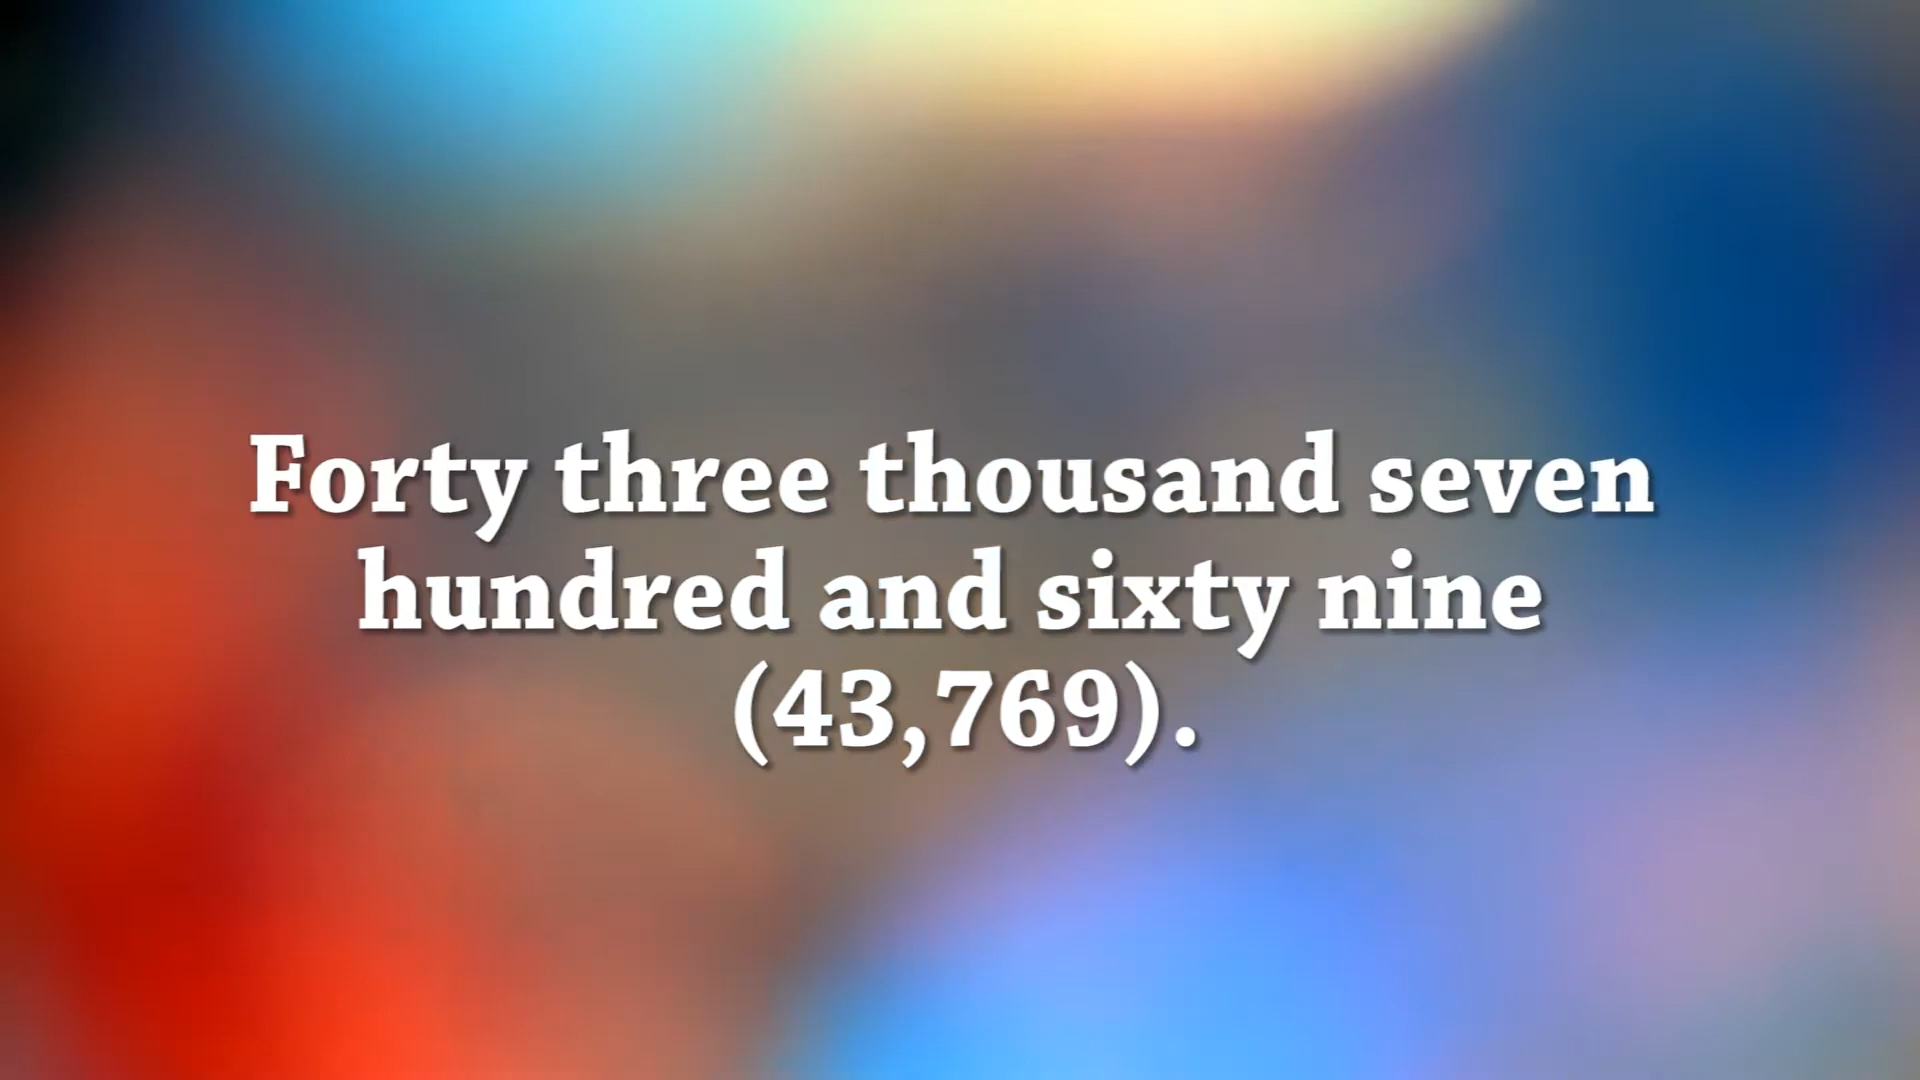 Forty three thousand seven
hundred and sixty nine
(43,769).